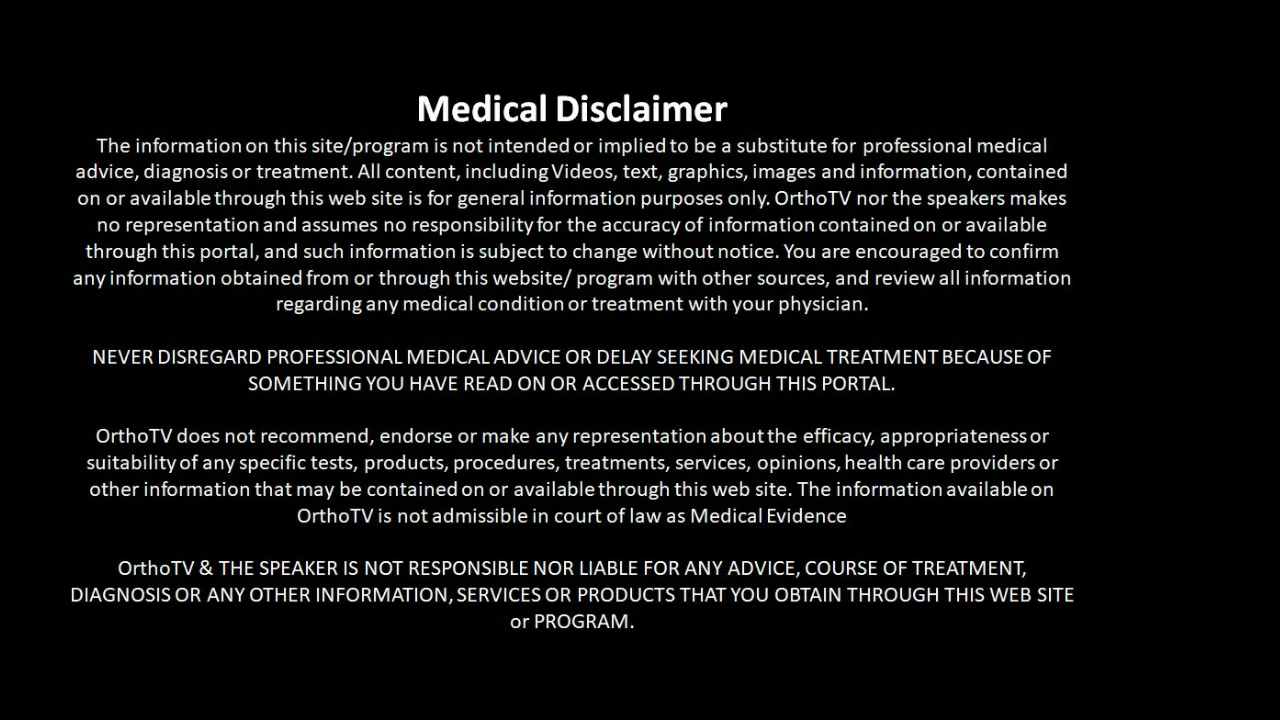 Medical Disclaimer
The information on this site/program is not intended or implied to be a substitute for professional medical
advice, diagnosis or treatment. All content, including Videos, text, graphics, images and information, contained
on or available through this web site is for general information purposes only. OrthoTV nor the speakers makes
no representation and assumes no responsibility for the accuracy of information contained on or available
through this portal, and such information is subject to change without notice. You are encouraged to confirm
any information obtained from or through this website/ program with other sources, and review all information
regarding any medical condition or treatment with your physician.
NEVER DISREGARD PROFESSIONAL MEDICAL ADVICE OR DELAY SEEKING MEDICAL TREATMENT BECAUSE OF
SOMETHING YOU HAVE READ ON OR ACCESSED THROUGH THIS PORTAL.
OrthoTV does not recommend, endorse or make any representation about the efficacy, appropriateness or
suitability of any specific tests, products, procedures, treatments, services, opinions, health care providers or
other information that may be contained on or available through this web site. The information available on
OrthoTV is not admissible in court of law as Medical Evidence
OrthoTV & THE SPEAKER IS NOT RESPONSIBLE NOR LIABLE FOR ANY ADVICE, COURSE OF TREATMENT,
DIAGNOSIS OR ANY OTHER INFORMATION, SERVICES OR PRODUCTS THAT YOU OBTAIN THROUGH THIS WEB SITE
or PROGRAM.